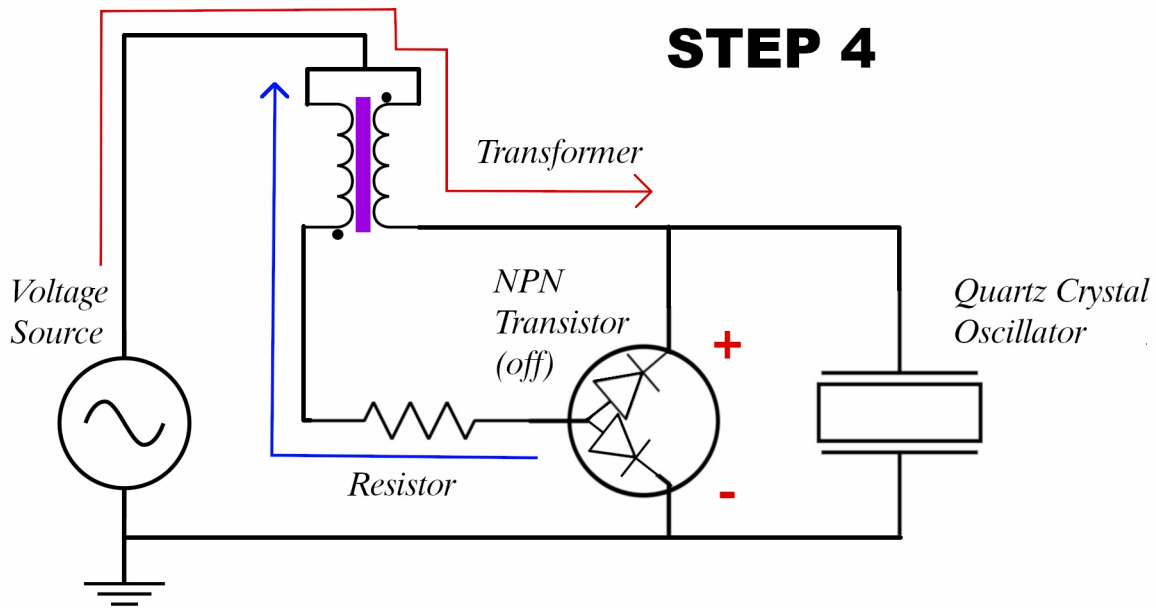 STEP 4
Transformer
Voltage
Source
NPN
Transistor
(off)
Quartz Crystal
Oscillator
+
Resistor
-